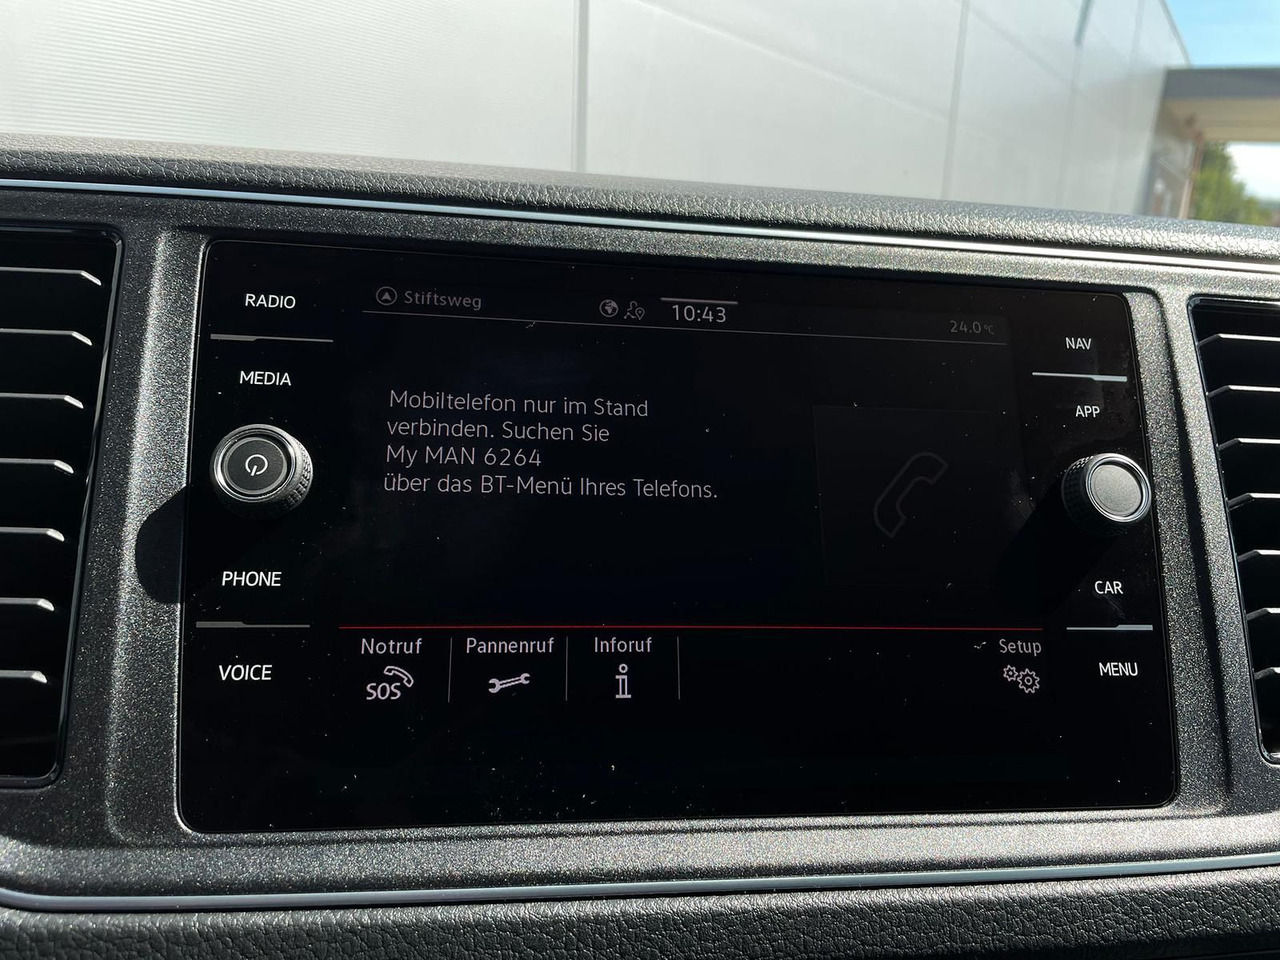 RADIO
MEDIA
PHONE
VOICE
Stiftsweg
10:43
24.0°C
Mobiltelefon nur im Stand
verbinden. Suchen Sie
My MAN 6264
über das BT-Menü Ihres Telefons.
Notruf
SOS
Pannenruf
Inforuf
Setup
NAV
APP
CAR
MENU